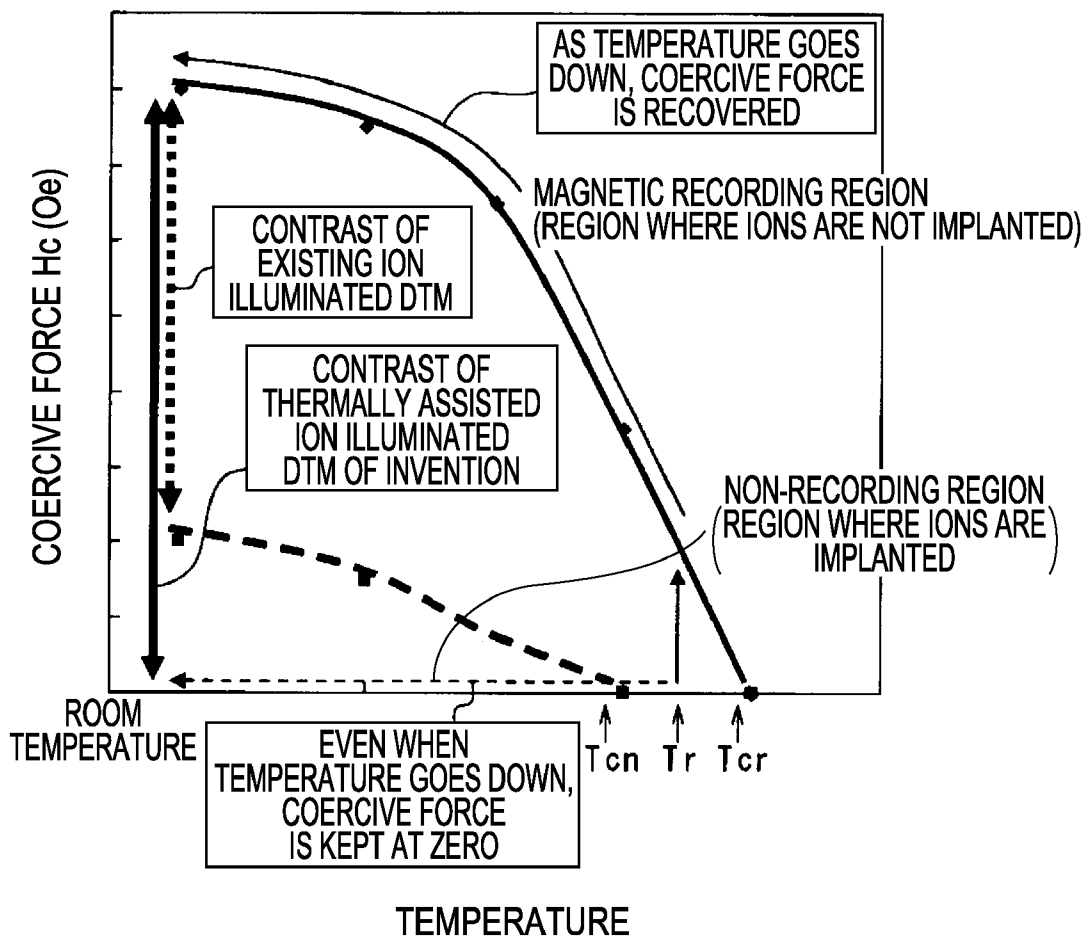 AS TEMPERATURE GOES
DOWN, COERCIVE FORCE
IS RECOVERED
MAGNETIC RECORDING REGION
(REGION WHERE IONS ARE NOT IMPLANTED)
CONTRAST OF
EXISTING ION
ILLUMINATED DTM
CONTRAST OF
THERMALLY ASSISTED
ION ILLUMINATED
DTM OF INVENTION
COERCIVE FORCE Hc (Oe)
NON-RECORDING REGION
(REGION WHERE IONS ARE
IMPLANTED)
ROOM
TEMPERATURE
EVEN WHEN
TEMPERATURE GOES DOWN,
COERCIVE FORCE
IS KEPT AT ZERO
Tcn Tr Tcr
TEMPERATURE